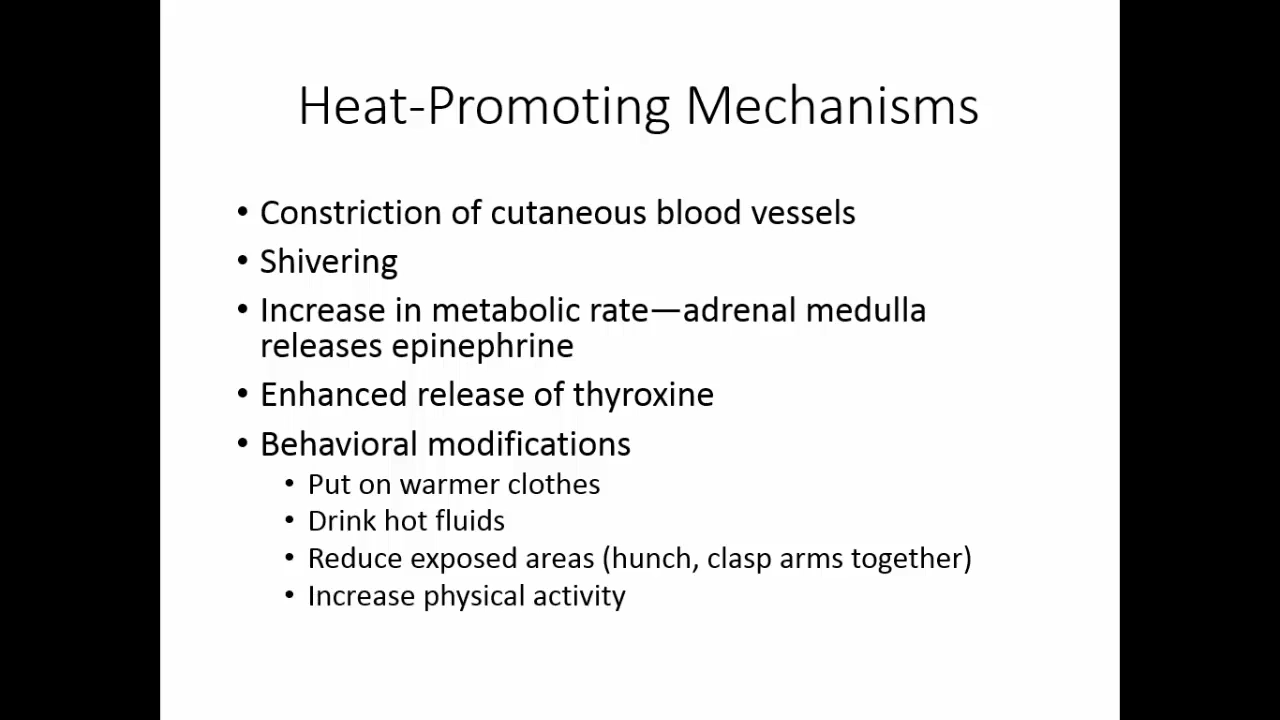 Heat-Promoting Mechanisms
• Constriction of cutaneous blood vessels
• Shivering
• Increase in metabolic rate—adrenal medulla
releases epinephrine
• Enhanced release of thyroxine
• Behavioral modifications
• Put on warmer clothes
• Drink hot fluids
• Reduce exposed areas (hunch, clasp arms together)
• Increase physical activity